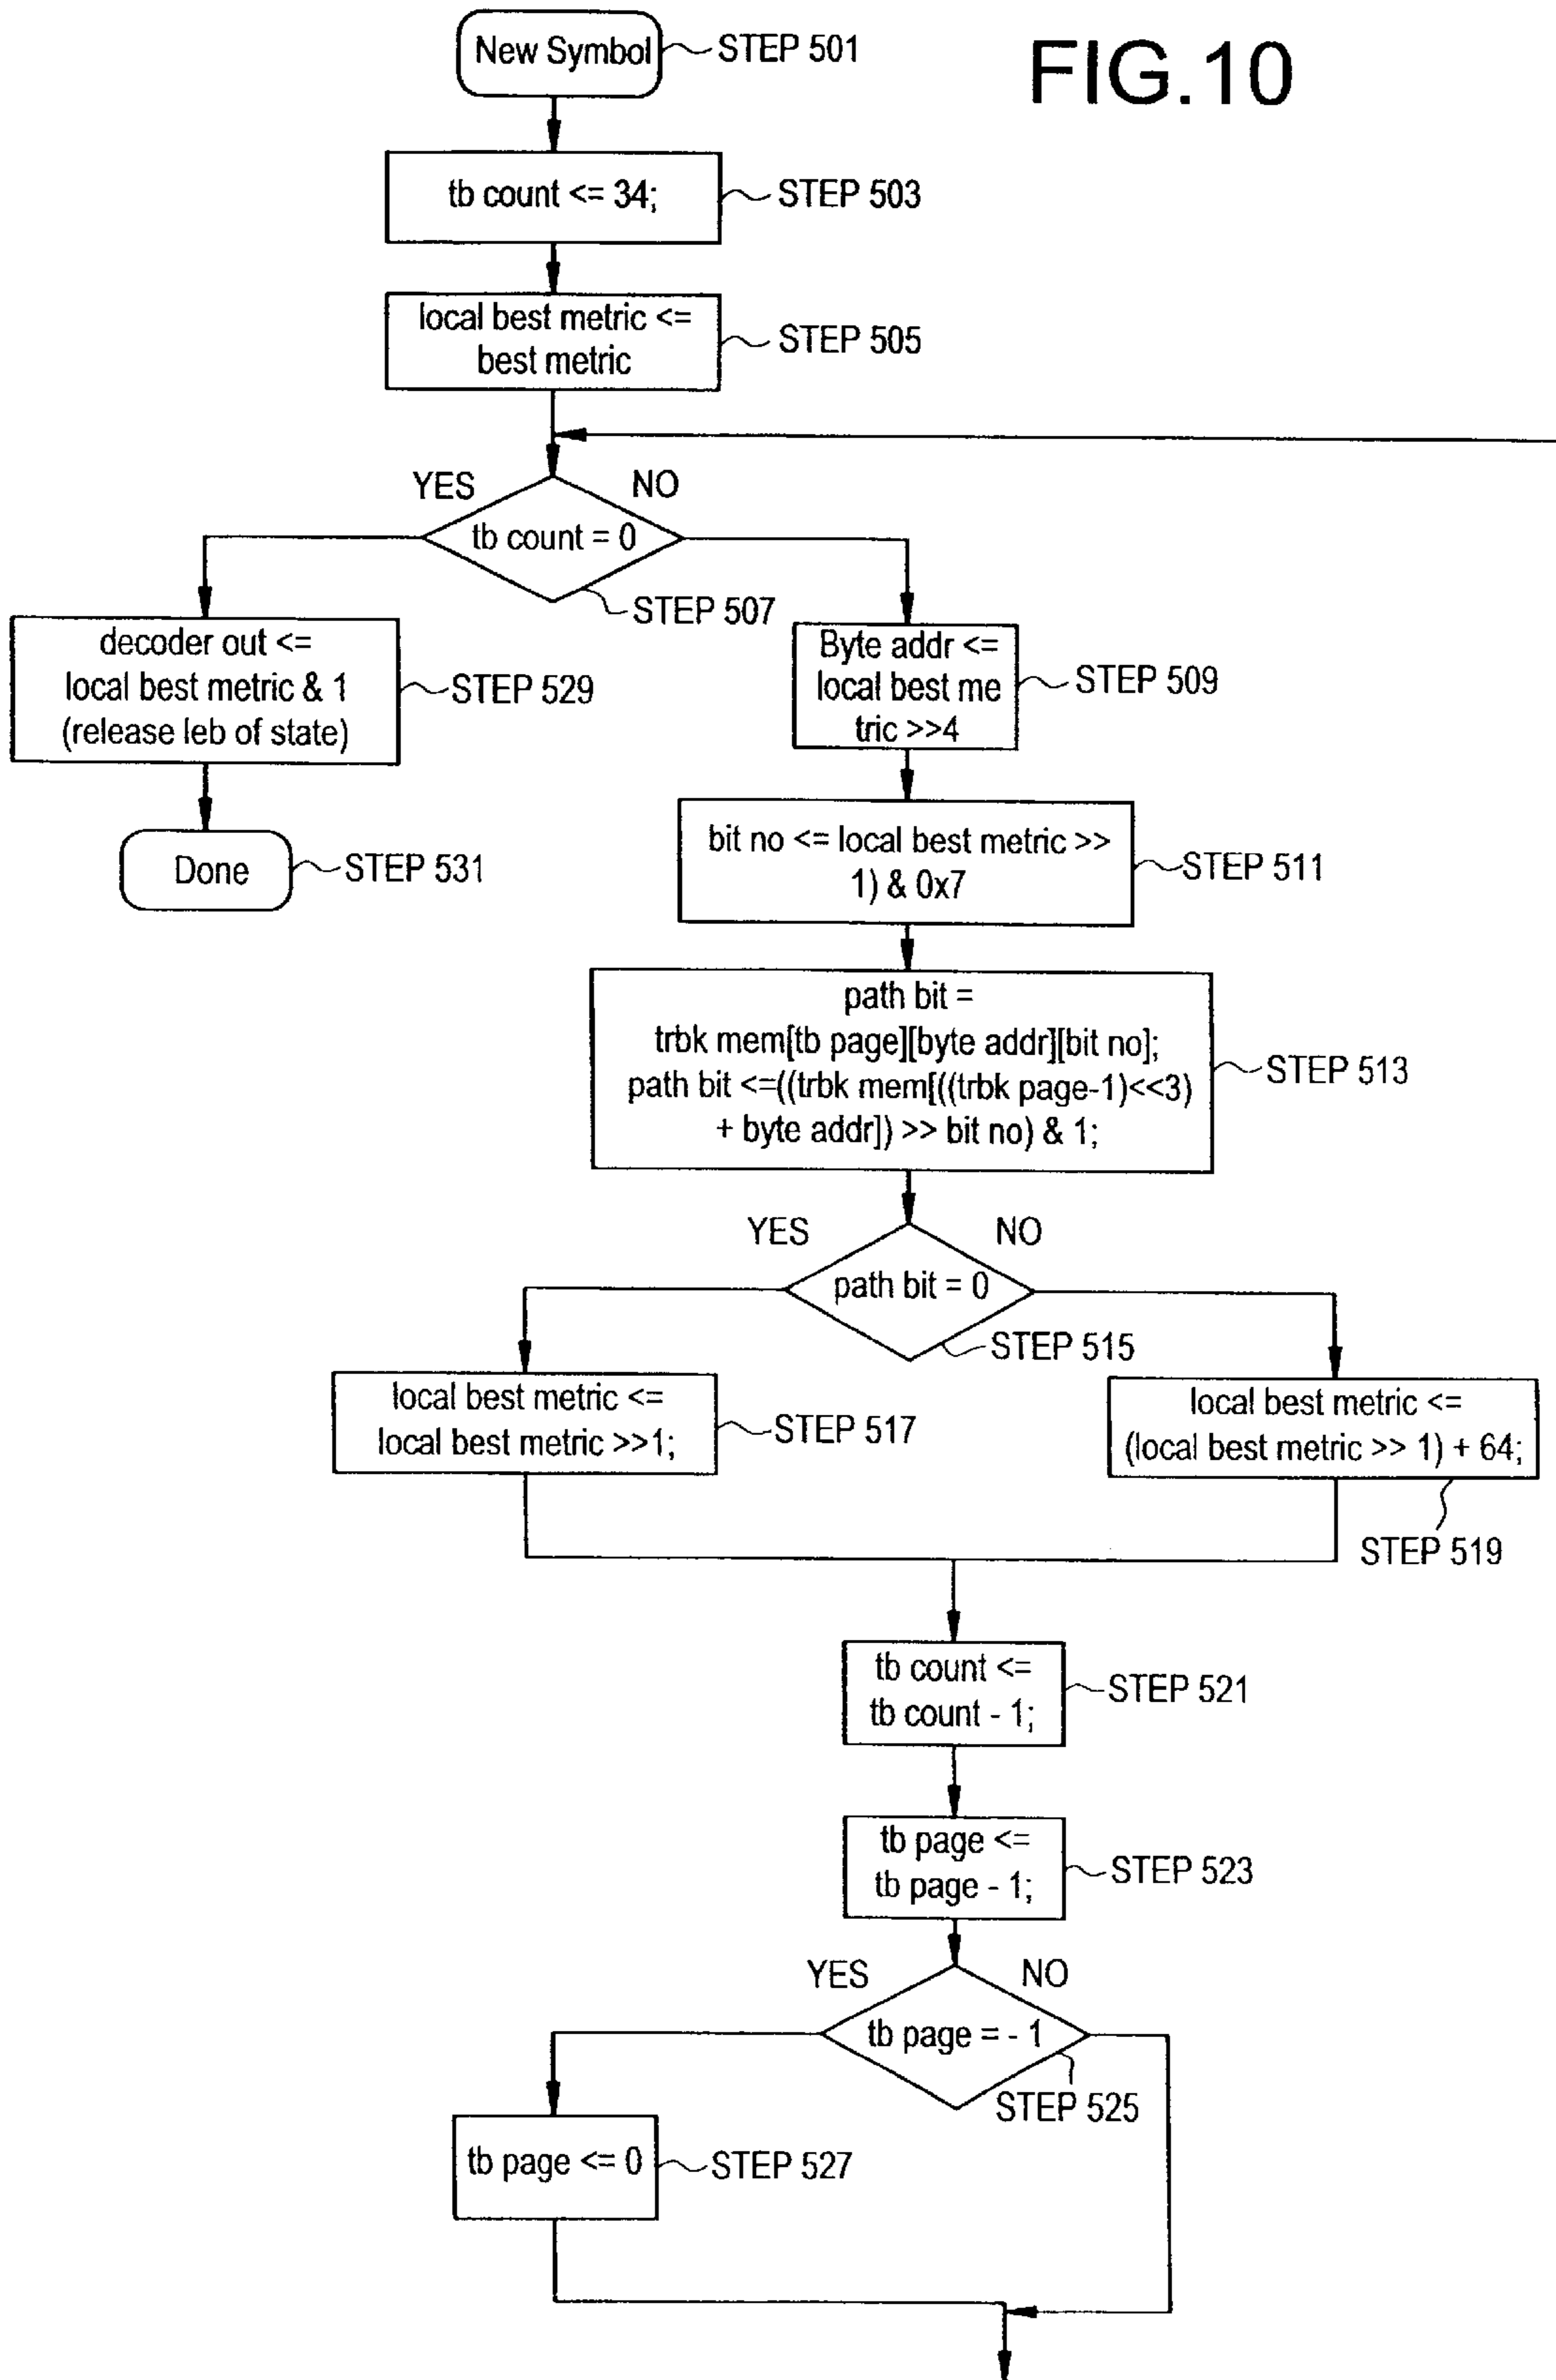 FIG.10
New Symbol
STEP 501
tb count <= 34;
STEP 503
local best metric <=
best metric
STEP 505
YES
NO
tb count = 0
STEP 507
decoder out <=
local best metric & 1
(release leb of state)
STEP 529
Done
STEP 531
Byte addr <=
local best me
tric >>4
STEP 509
bit no <= local best metric >>
1) & 0x7
STEP 511
path bit =
trbk mem[tb page][byte addr][bit no];
path bit <=((trbk mem[((trbk page-1)<<3)
+ byte addr]) >> bit no) & 1;
STEP 513
YES
NO
path bit = 0
STEP 515
local best metric <=
local best metric >>1;
STEP 517
local best metric <=
(local best metric >> 1) + 64;
STEP 519
tb count <=
tb count - 1;
STEP 521
tb page <=
tb page - 1;
STEP 523
YES
NO
tb page = - 1
STEP 525
tb page <= 0
STEP 527